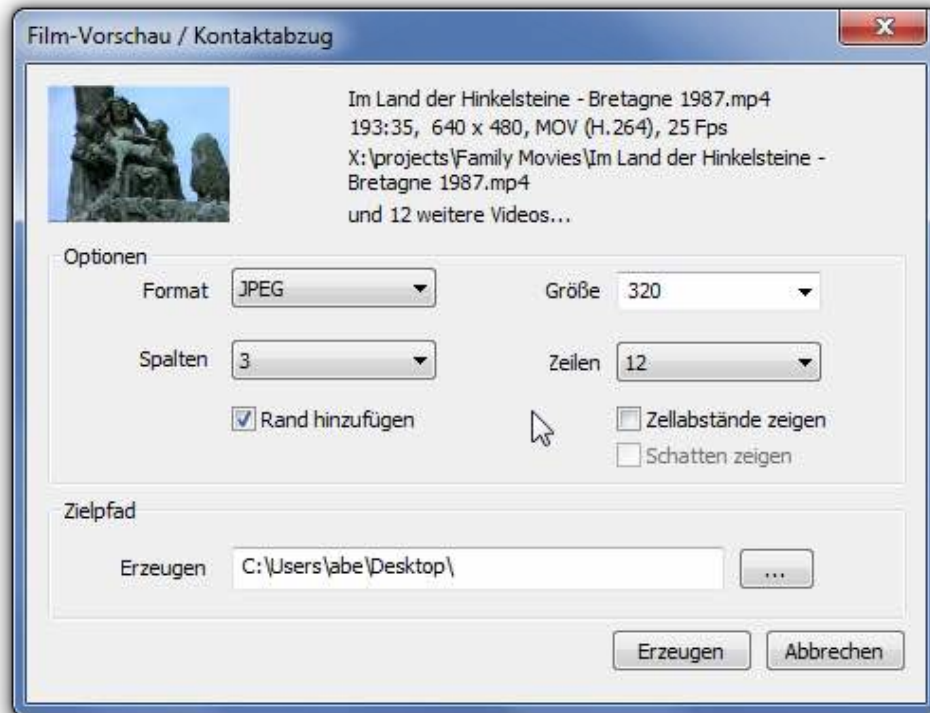 Film-Vorschau / Kontaktabzug
Im Land der Hinkelsteine - Bretagne 1987.mp4
193:35, 640 x 480, MOV (H.264), 25 Fps
X:\projects\Family Movies\Im Land der Hinkelsteine -
Bretagne 1987.mp4
und 12 weitere Videos...
Optionen
Format JPEG Größe 320
Spalten 3 Zeilen 12
Rand hinzufügen Zellabstände zeigen
Schatten zeigen
Zielpfad
Erzeugen C:\Users\abe\Desktop\ ...
Erzeugen Abbrechen